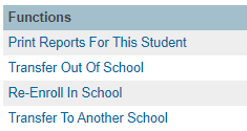 Functions
Print Reports For This Student
Transfer Out Of School
Re-Enroll In School
Transfer To Another School